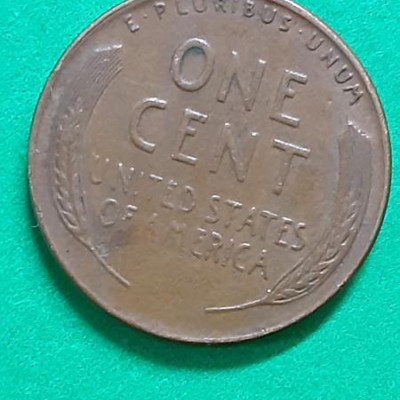 E·PLURIBUS·UNUM
ONE
CENT
UNITED STATES
OF AMERICA